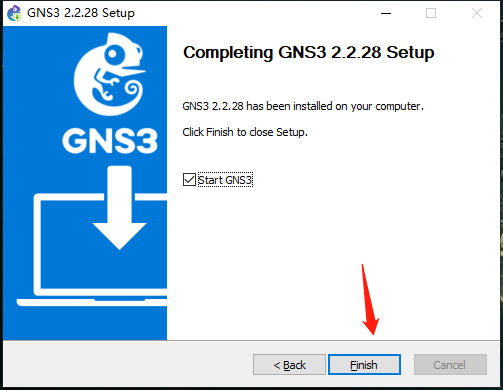 GNS3 2.2.28 Setup
Completing GNS3 2.2.28 Setup
GNS3
GNS3 2.2.28 has been installed on your computer.
Click Finish to close Setup.
Start GNS3
< Back
Finish
Cancel